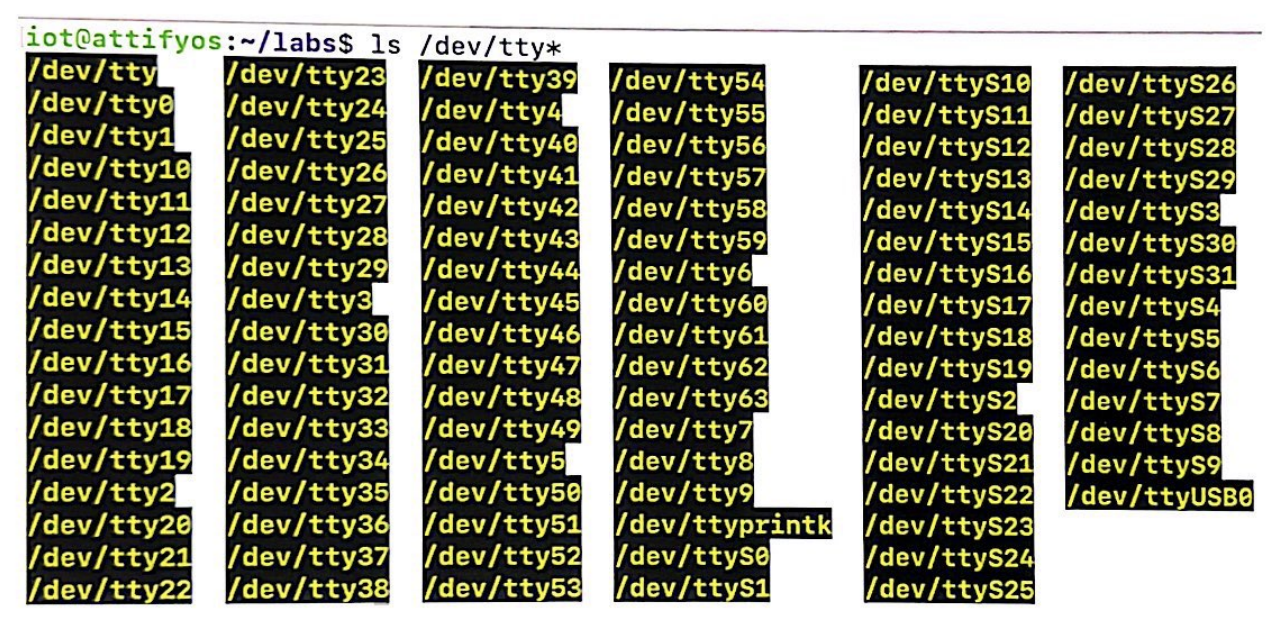 iot@attifyos:~/labs$ ls /dev/tty*
/dev/tty /dev/tty23 /dev/tty39 /dev/tty54 /dev/ttyS10 /dev/ttyS26
/dev/tty0 /dev/tty24 /dev/tty4 /dev/tty55 /dev/ttyS11 /dev/ttyS27
/dev/tty1 /dev/tty25 /dev/tty40 /dev/tty56 /dev/ttyS12 /dev/ttyS28
/dev/tty10 /dev/tty26 /dev/tty41 /dev/tty57 /dev/ttyS13 /dev/ttyS29
/dev/tty11 /dev/tty27 /dev/tty42 /dev/tty58 /dev/ttyS14 /dev/ttyS3
/dev/tty12 /dev/tty28 /dev/tty43 /dev/tty59 /dev/ttyS15 /dev/ttyS30
/dev/tty13 /dev/tty29 /dev/tty44 /dev/tty6 /dev/ttyS16 /dev/ttyS31
/dev/tty14 /dev/tty3 /dev/tty45 /dev/tty60 /dev/ttyS17 /dev/ttyS4
/dev/tty15 /dev/tty30 /dev/tty46 /dev/tty61 /dev/ttyS18 /dev/ttyS5
/dev/tty16 /dev/tty31 /dev/tty47 /dev/tty62 /dev/ttyS19 /dev/ttyS6
/dev/tty17 /dev/tty32 /dev/tty48 /dev/tty63 /dev/ttyS2 /dev/ttyS7
/dev/tty18 /dev/tty33 /dev/tty49 /dev/tty7 /dev/ttyS20 /dev/ttyS8
/dev/tty19 /dev/tty34 /dev/tty5 /dev/tty8 /dev/ttyS21 /dev/ttyS9
/dev/tty2 /dev/tty35 /dev/tty50 /dev/tty9 /dev/ttyS22 /dev/ttyUSB0
/dev/tty20 /dev/tty36 /dev/tty51 /dev/ttyprintk /dev/ttyS23
/dev/tty21 /dev/tty37 /dev/tty52 /dev/ttyS0 /dev/ttyS24
/dev/tty22 /dev/tty38 /dev/tty53 /dev/ttyS1 /dev/ttyS25